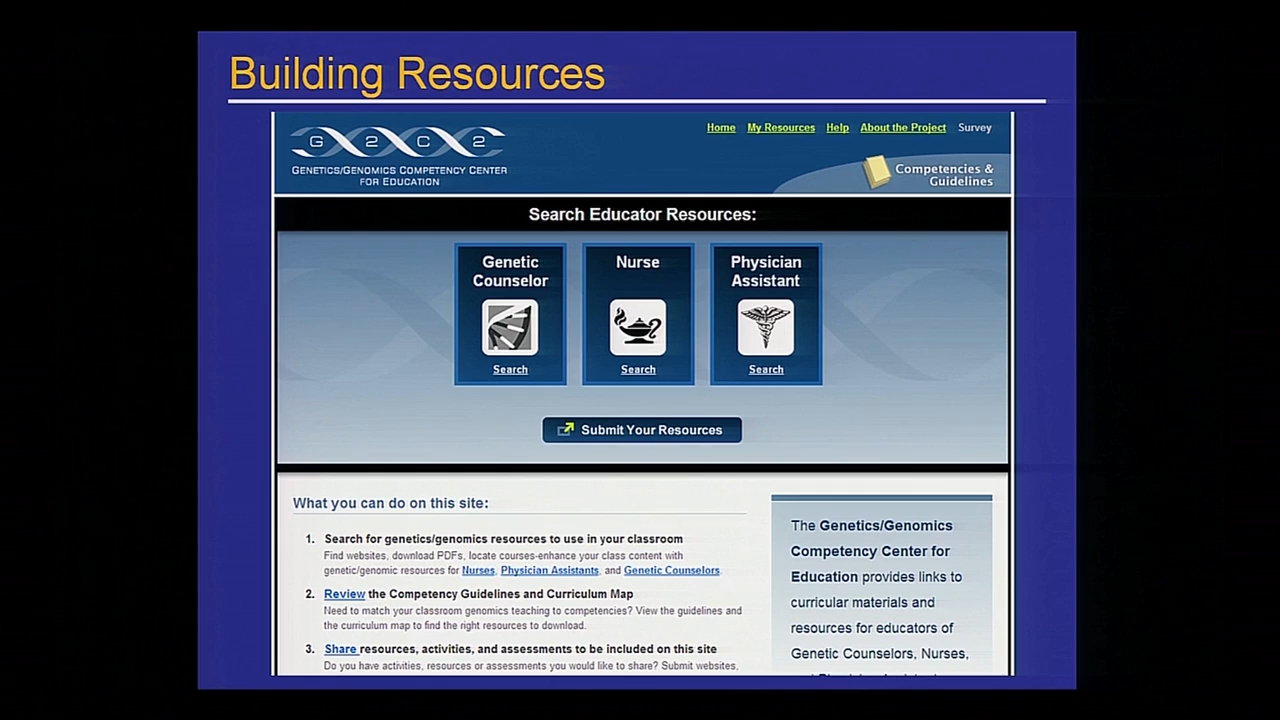 Building Resources
G 2 C 2
GENETICS/GENOMICS COMPETENCY CENTER
FOR EDUCATION
Home My Resources Help About the Project Survey
Competencies &
Guidelines
Search Educator Resources:
Genetic
Counselor
Search
Nurse
Search
Physician
Assistant
Search
Submit Your Resources
What you can do on this site:
1. Search for genetics/genomics resources to use in your classroom
Find websites, download PDFs, locate courses-enhance your class content with
genetic/genomic resources for Nurses, Physician Assistants, and Genetic Counselors.
2. Review the Competency Guidelines and Curriculum Map
Need to match your classroom genomics teaching to competencies? View the guidelines and
the curriculum map to find the right resources to download.
3. Share resources, activities, and assessments to be included on this site
Do you have activities, resources or assessments you would like to share? Submit websites,
The Genetics/Genomics
Competency Center for
Education provides links to
curricular materials and
resources for educators of
Genetic Counselors, Nurses,